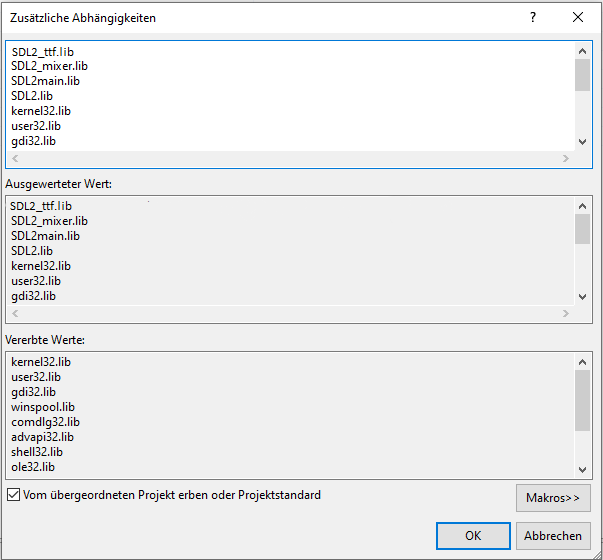 Zusätzliche Abhängigkeiten
?
SDL2_ttf.lib
SDL2_mixer.lib
SDL2main.lib
SDL2.lib
kernel32.lib
user32.lib
gdi32.lib
Ausgewerteter Wert:
SDL2_ttf.lib
SDL2_mixer.lib
SDL2main.lib
SDL2.lib
kernel32.lib
user32.lib
gdi32.lib
Vererbte Werte:
kernel32.lib
user32.lib
gdi32.lib
winspool.lib
comdlg32.lib
advapi32.lib
shell32.lib
ole32.lib
Vom übergeordneten Projekt erben oder Projektstandard
Makros>>
OK
Abbrechen